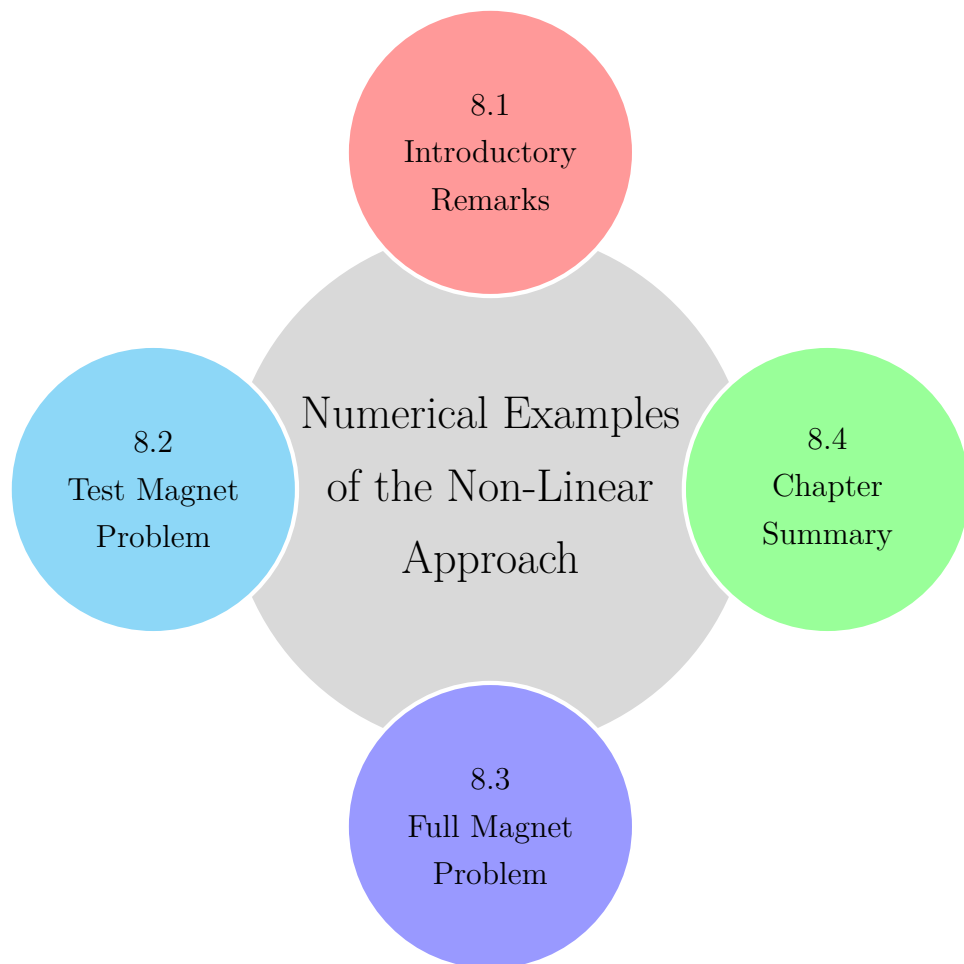 8.1
Introductory
Remarks
Numerical Examples
of the Non-Linear
Approach
8.2
Test Magnet
Problem
8.4
Chapter
Summary
8.3
Full Magnet
Problem